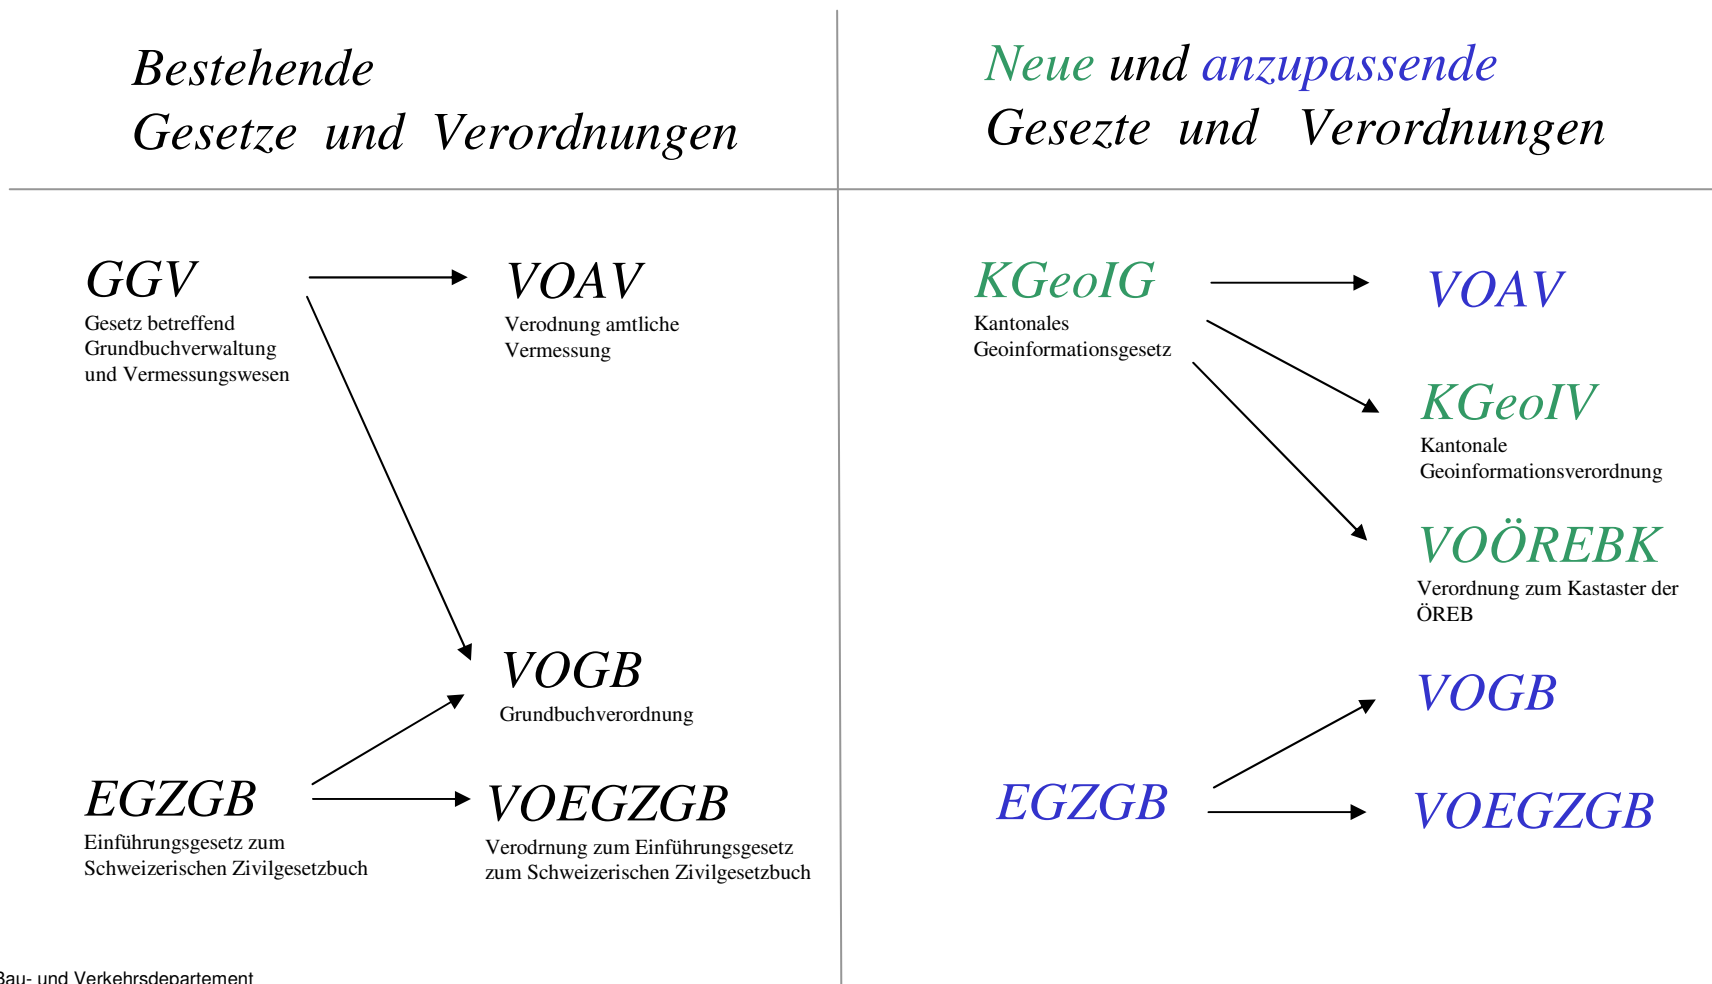 Bestehende
Gesetze und Verordnungen
Neue und anzupassende
Gesezte und Verordnungen
GGV
Gesetz betreffend
Grundbuchverwaltung
und Vermessungswesen
VOAV
Verodnung amtliche
Vermessung
VOGB
Grundbuchverordnung
EGZGB
Einführungsgesetz zum
Schweizerischen Zivilgesetzbuch
VOEGZGB
Verodrnung zum Einführungsgesetz
zum Schweizerischen Zivilgesetzbuch
KGeoIG
Kantonales
Geoinformationsgesetz
VOAV
KGeoIV
Kantonale
Geoinformationsverordnung
VOÖREBK
Verordnung zum Kastaster der
ÖREB
VOGB
EGZGB
VOEGZGB
Bau- und Verkehrsdepartement